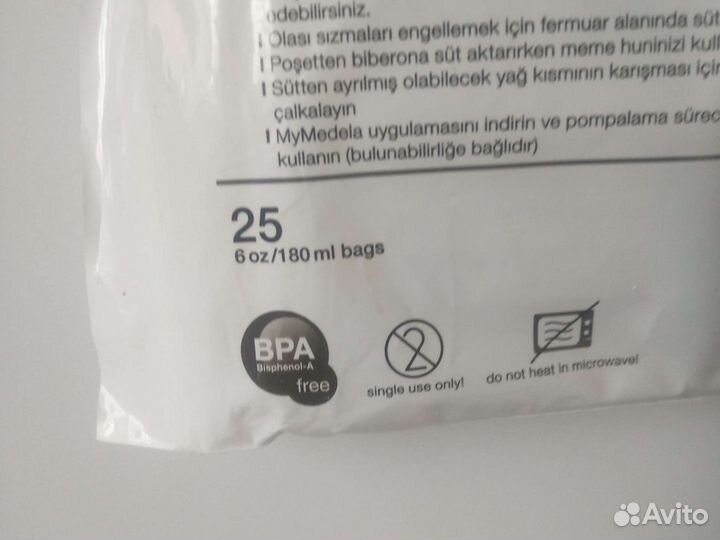 edebilirsiniz.
I Olası sızmaları engellemek için fermuar alanında süt
I Poşetten biberona süt aktarırken meme huninizi kull
I Sütten ayrılmış olabilecek yağ kısmının karışması için
çalkalayın
I MyMedela uygulamasını indirin ve pompalama sürec
kullanın (bulunabilirliğe bağlıdır)
25
6 oz/180 ml bags
BPA
Bisphenol-A
free
2
single use only!
do not heat in microwave!
Avito